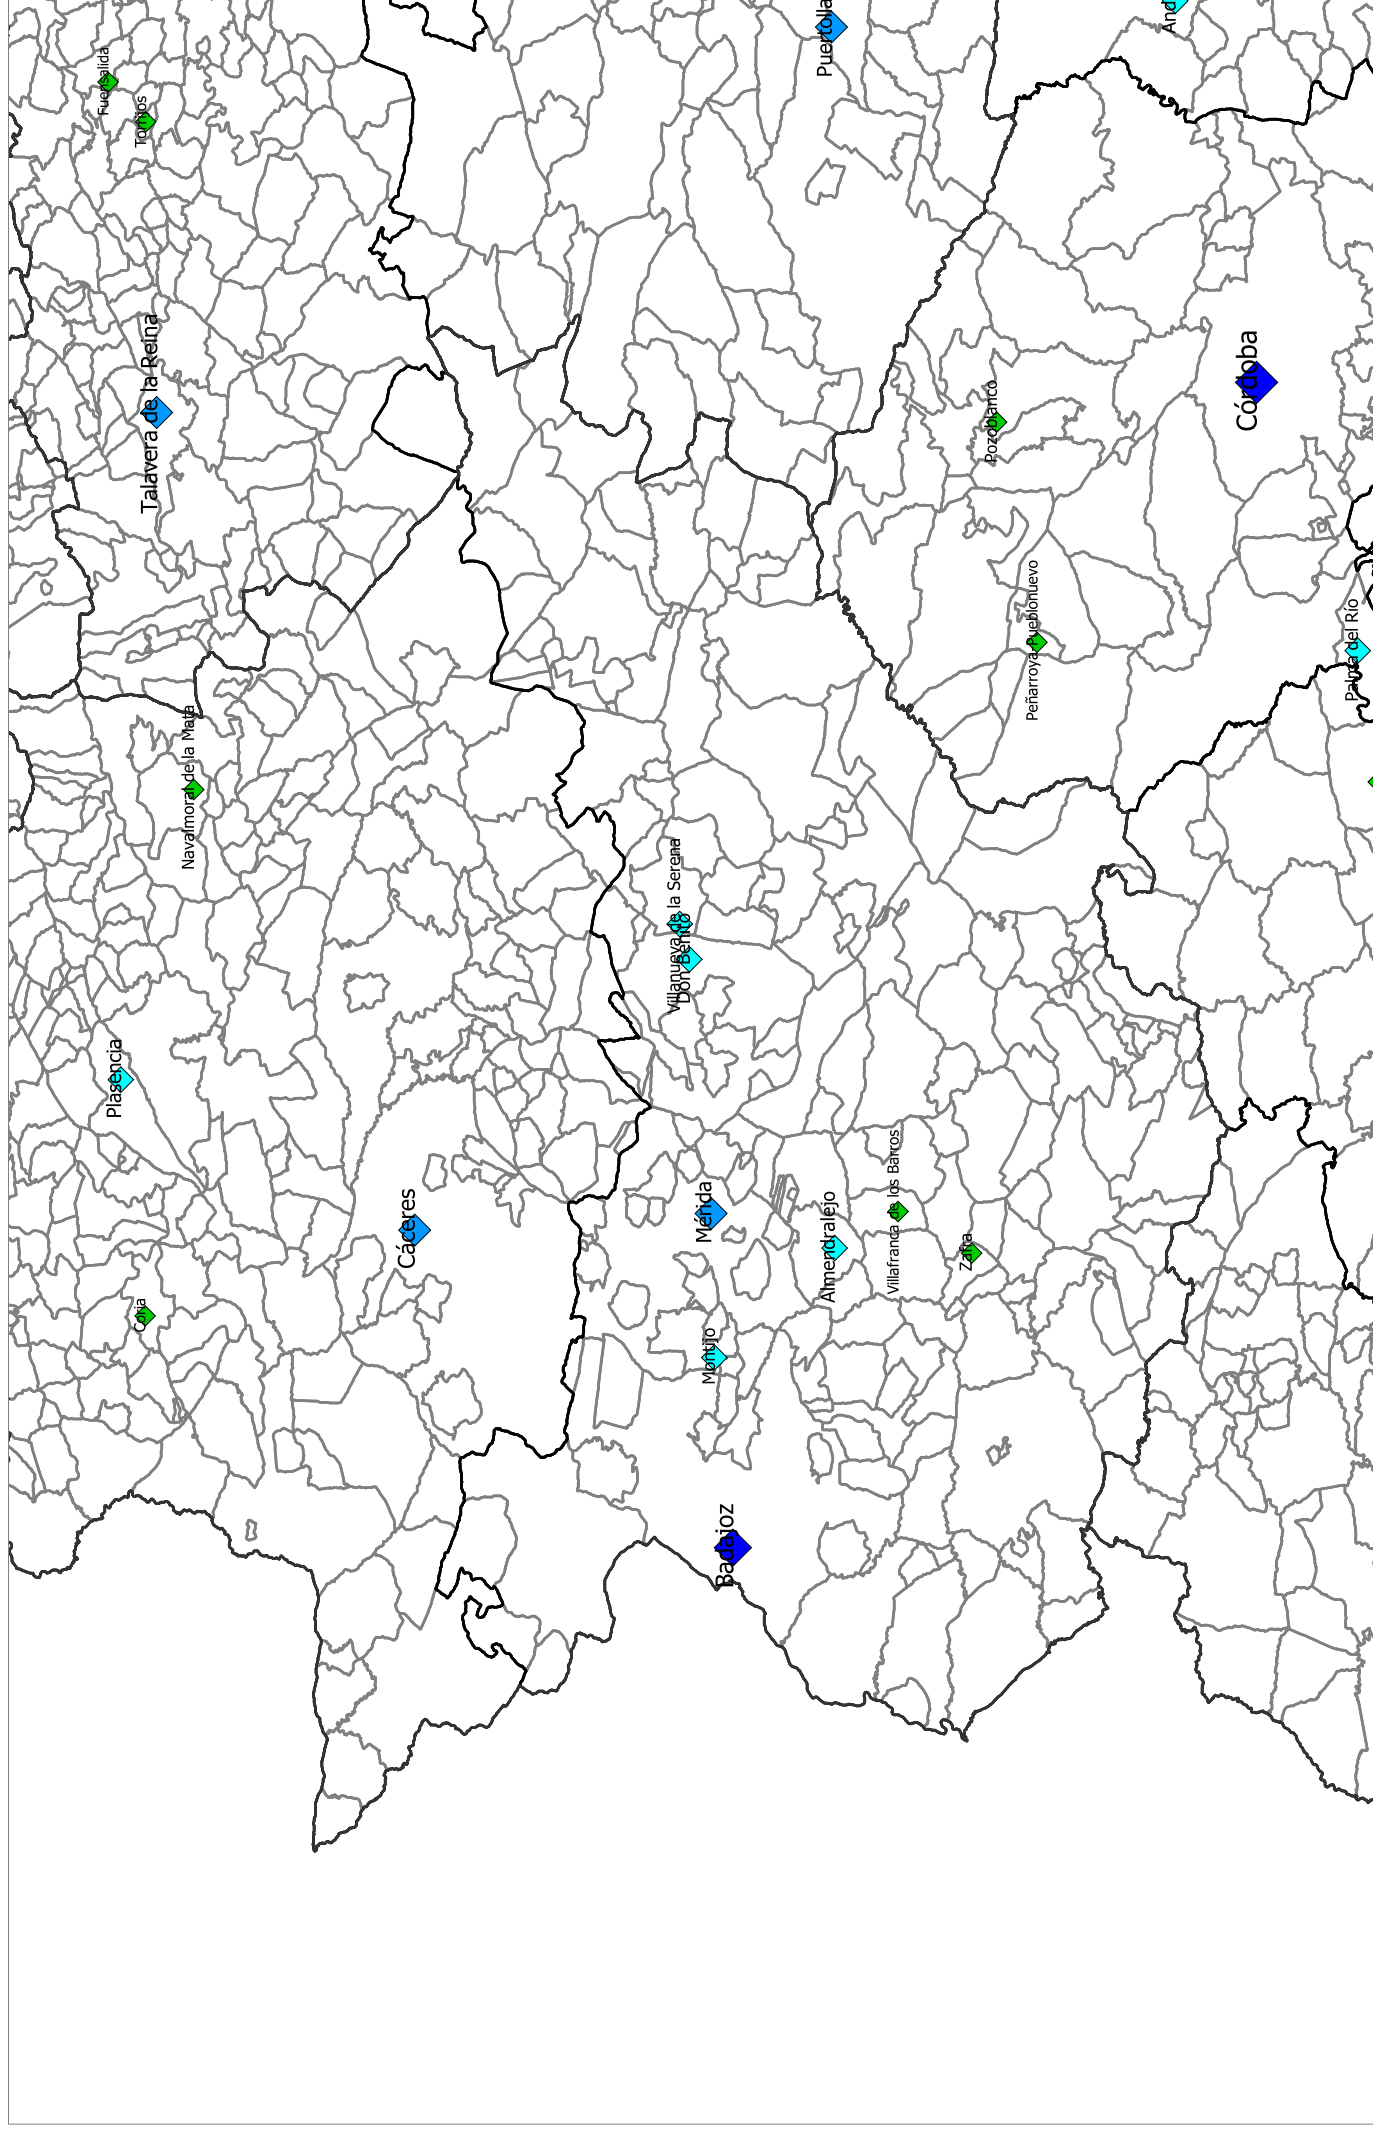 Fuensalida
Torrijos
Talavera de la Reina
Navalmoral de la Mata
Plasencia
Coria
Cáceres
Villanueva de la Serena
Don Benito
Mérida
Montijo
Badajoz
Almendralejo
Villafranca de los Barros
Zafra
Pozoblanco
Peñarroya-Pueblonuevo
Córdoba
Palma del Río
Puertolla
And